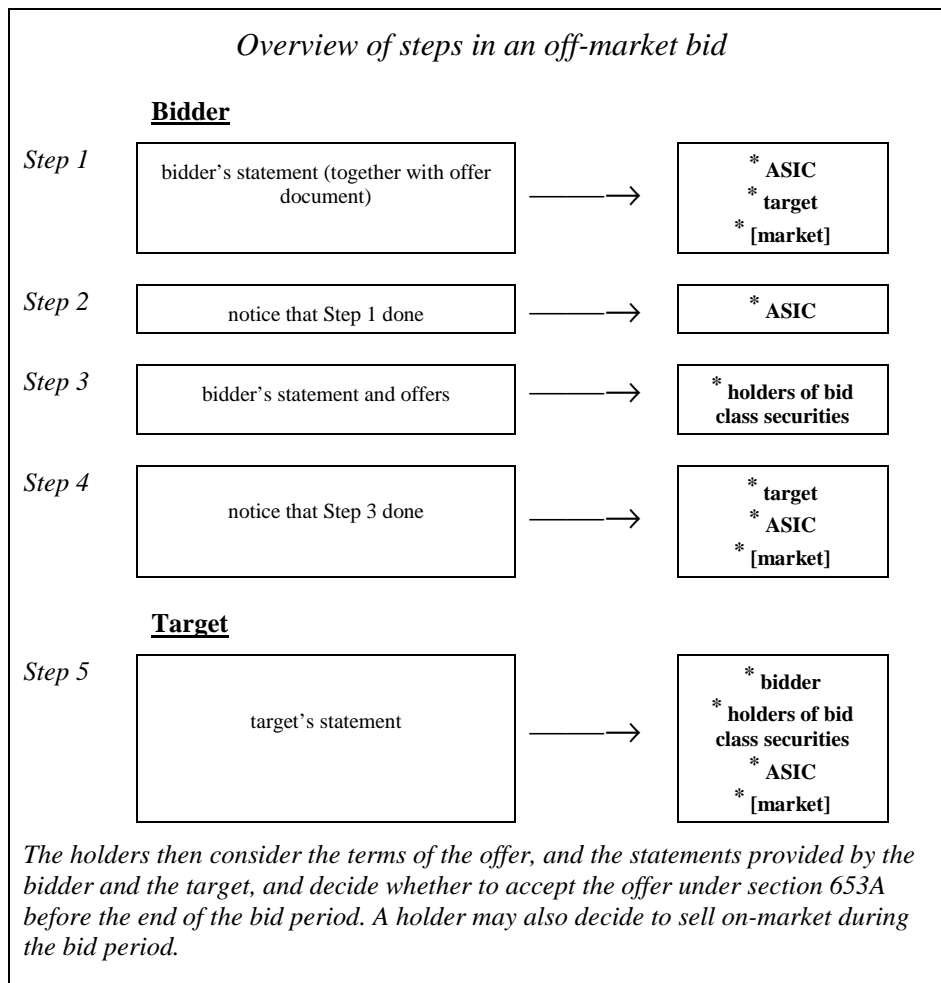 Overview of steps in an off-market bid
Bidder
Step 1
bidder's statement (together with offer
document)
* ASIC
* target
* [market]
Step 2
notice that Step 1 done
* ASIC
Step 3
bidder's statement and offers
* holders of bid
class securities
Step 4
notice that Step 3 done
* target
* ASIC
* [market]
Target
Step 5
target's statement
* bidder
* holders of bid
class securities
* ASIC
* [market]
The holders then consider the terms of the offer, and the statements provided by the
bidder and the target, and decide whether to accept the offer under section 653A
before the end of the bid period. A holder may also decide to sell on-market during
the bid period.